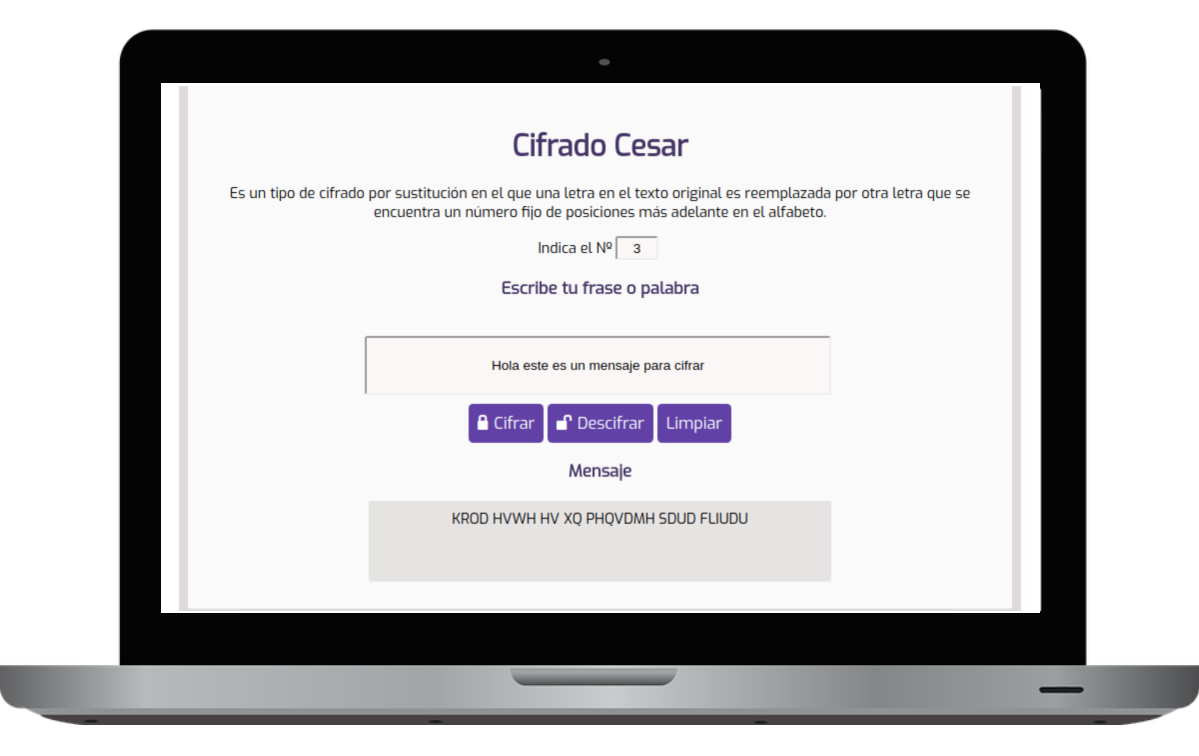 Cifrado Cesar
Es un tipo de cifrado por sustitución en el que una letra en el texto original es reemplazada por otra letra que se
encuentra un número fijo de posiciones más adelante en el alfabeto.
Indica el Nº 3
Escribe tu frase o palabra
Hola este es un mensaje para cifrar
Cifrar Descifrar Limpiar
Mensaje
KROD HVWH HV XQ PHQVDMH SDUD FLIUDU